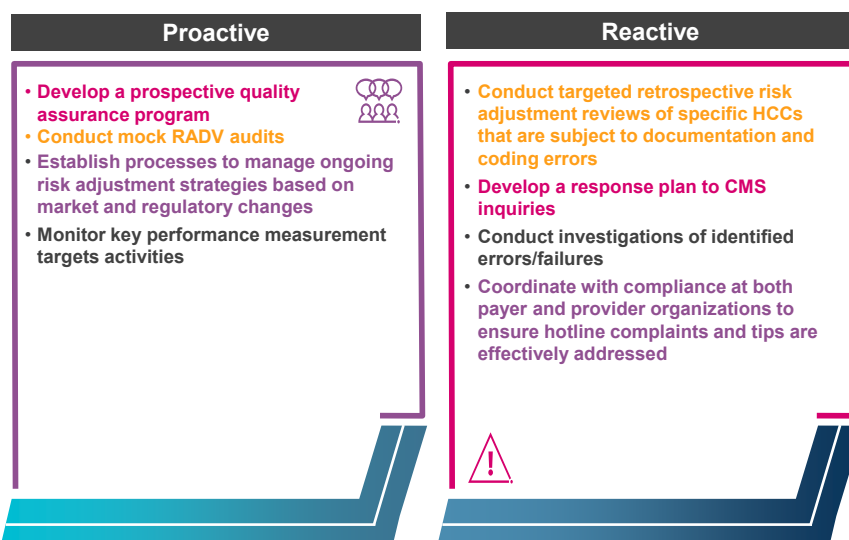 Proactive
• Develop a prospective quality
assurance program
• Conduct mock RADV audits
• Establish processes to manage ongoing
risk adjustment strategies based on
market and regulatory changes
• Monitor key performance measurement
targets activities
Reactive
• Conduct targeted retrospective risk
adjustment reviews of specific HCCs
that are subject to documentation and
coding errors
• Develop a response plan to CMS
inquiries
• Conduct investigations of identified
errors/failures
• Coordinate with compliance at both
payer and provider organizations to
ensure hotline complaints and tips are
effectively addressed